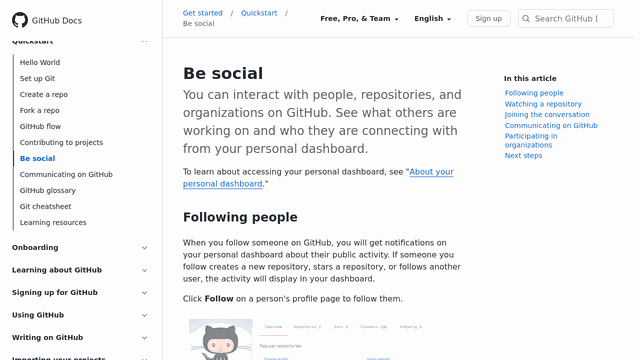 GitHub Docs
Quickstart
Hello World
Set up Git
Create a repo
Fork a repo
GitHub flow
Contributing to projects
Be social
Communicating on GitHub
GitHub glossary
Git cheatsheet
Learning resources
Onboarding
Learning about GitHub
Signing up for GitHub
Using GitHub
Writing on GitHub
Importing your projects
Get started / Quickstart /
Be social
Free, Pro, & Team
English
Sign up
Search GitHub
Be social
You can interact with people, repositories, and
organizations on GitHub. See what others are
working on and who they are connecting with
from your personal dashboard.
To learn about accessing your personal dashboard, see "About your
personal dashboard."
Following people
When you follow someone on GitHub, you will get notifications on
your personal dashboard about their public activity. If someone you
follow creates a new repository, stars a repository, or follows another
user, the activity will display in your dashboard.
Click Follow on a person's profile page to follow them.
Overview
Popular repositories
In this article
Following people
Watching a repository
Joining the conversation
Communicating on GitHub
Participating in
organizations
Next steps